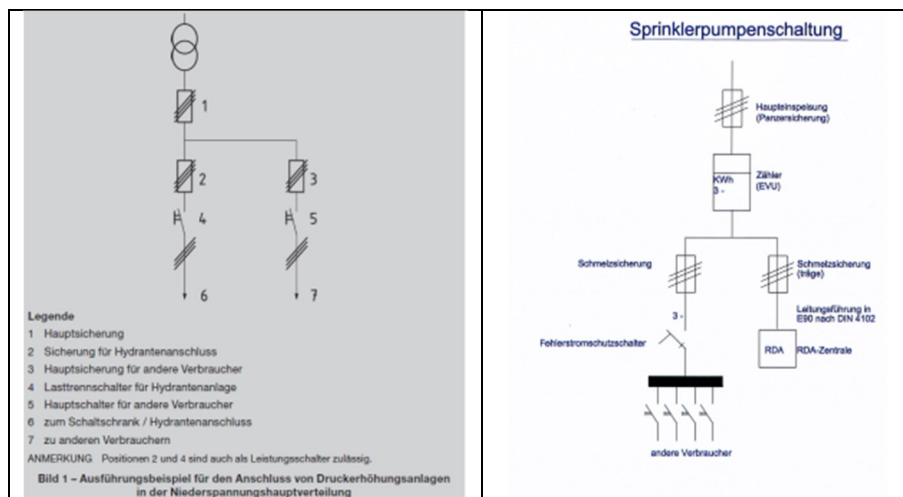 1
2
3
4
5
6
7
Legende
1 Hauptsicherung
2 Sicherung für Hydrantenanschluss
3 Hauptsicherung für andere Verbraucher
4 Lasttrennschalter für Hydrantenanlage
5 Hauptschalter für andere Verbraucher
6 zum Schaltschrank / Hydrantenanschluss
7 zu anderen Verbrauchern
ANMERKUNG Positionen 2 und 4 sind auch als Leistungsschalter zulässig.
Bild 1 – Ausführungsbeispiel für den Anschluss von Druckerhöhungsanlagen
in der Niederspannungshauptverteilung
Sprinklerpumpenschaltung
Haupteinspeisung
(Panzersicherung)
KWh
3 -
Zähler
(EVU)
Schmelzsicherung
Schmelzsicherung
(träge)
Leitungsführung in
E90 nach DIN 4102
3 -
Fehlerstromschutzschalter
RDA
RDA-Zentrale
andere Verbraucher